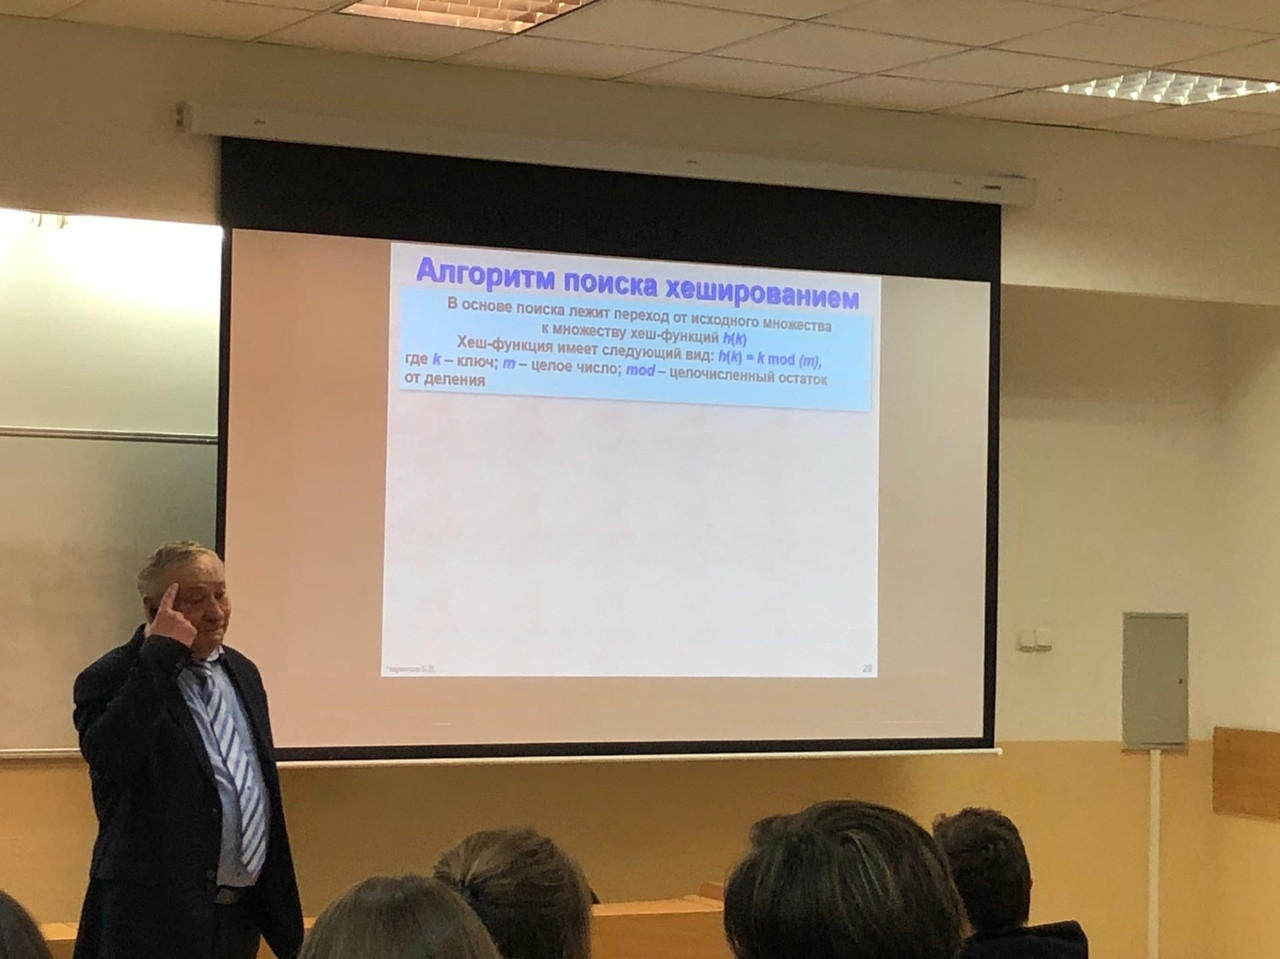 Алгоритм поиска хешированием
В основе поиска лежит переход от исходного множества
к множеству хеш-функций h(k)
Хеш-функция имеет следующий вид: h(k) = k mod (m),
где k – ключ; m – целое число; mod – целочисленный остаток
от деления
28